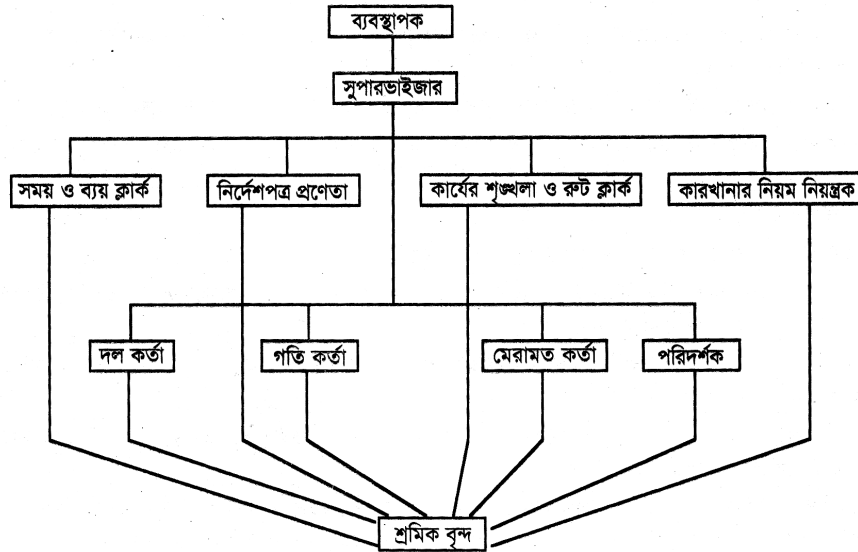 ব্যবস্থাপক
সুপারভাইজার
সময় ও ব্যয় ক্লার্ক
নির্দেশপত্র প্রণেতা
কার্যের শৃঙ্খলা ও রুট ক্লার্ক
কারখানার নিয়ম নিয়ন্ত্রক
দল কর্তা
গতি কর্তা
মেরামত কর্তা
পরিদর্শক
শ্রমিক বৃন্দ